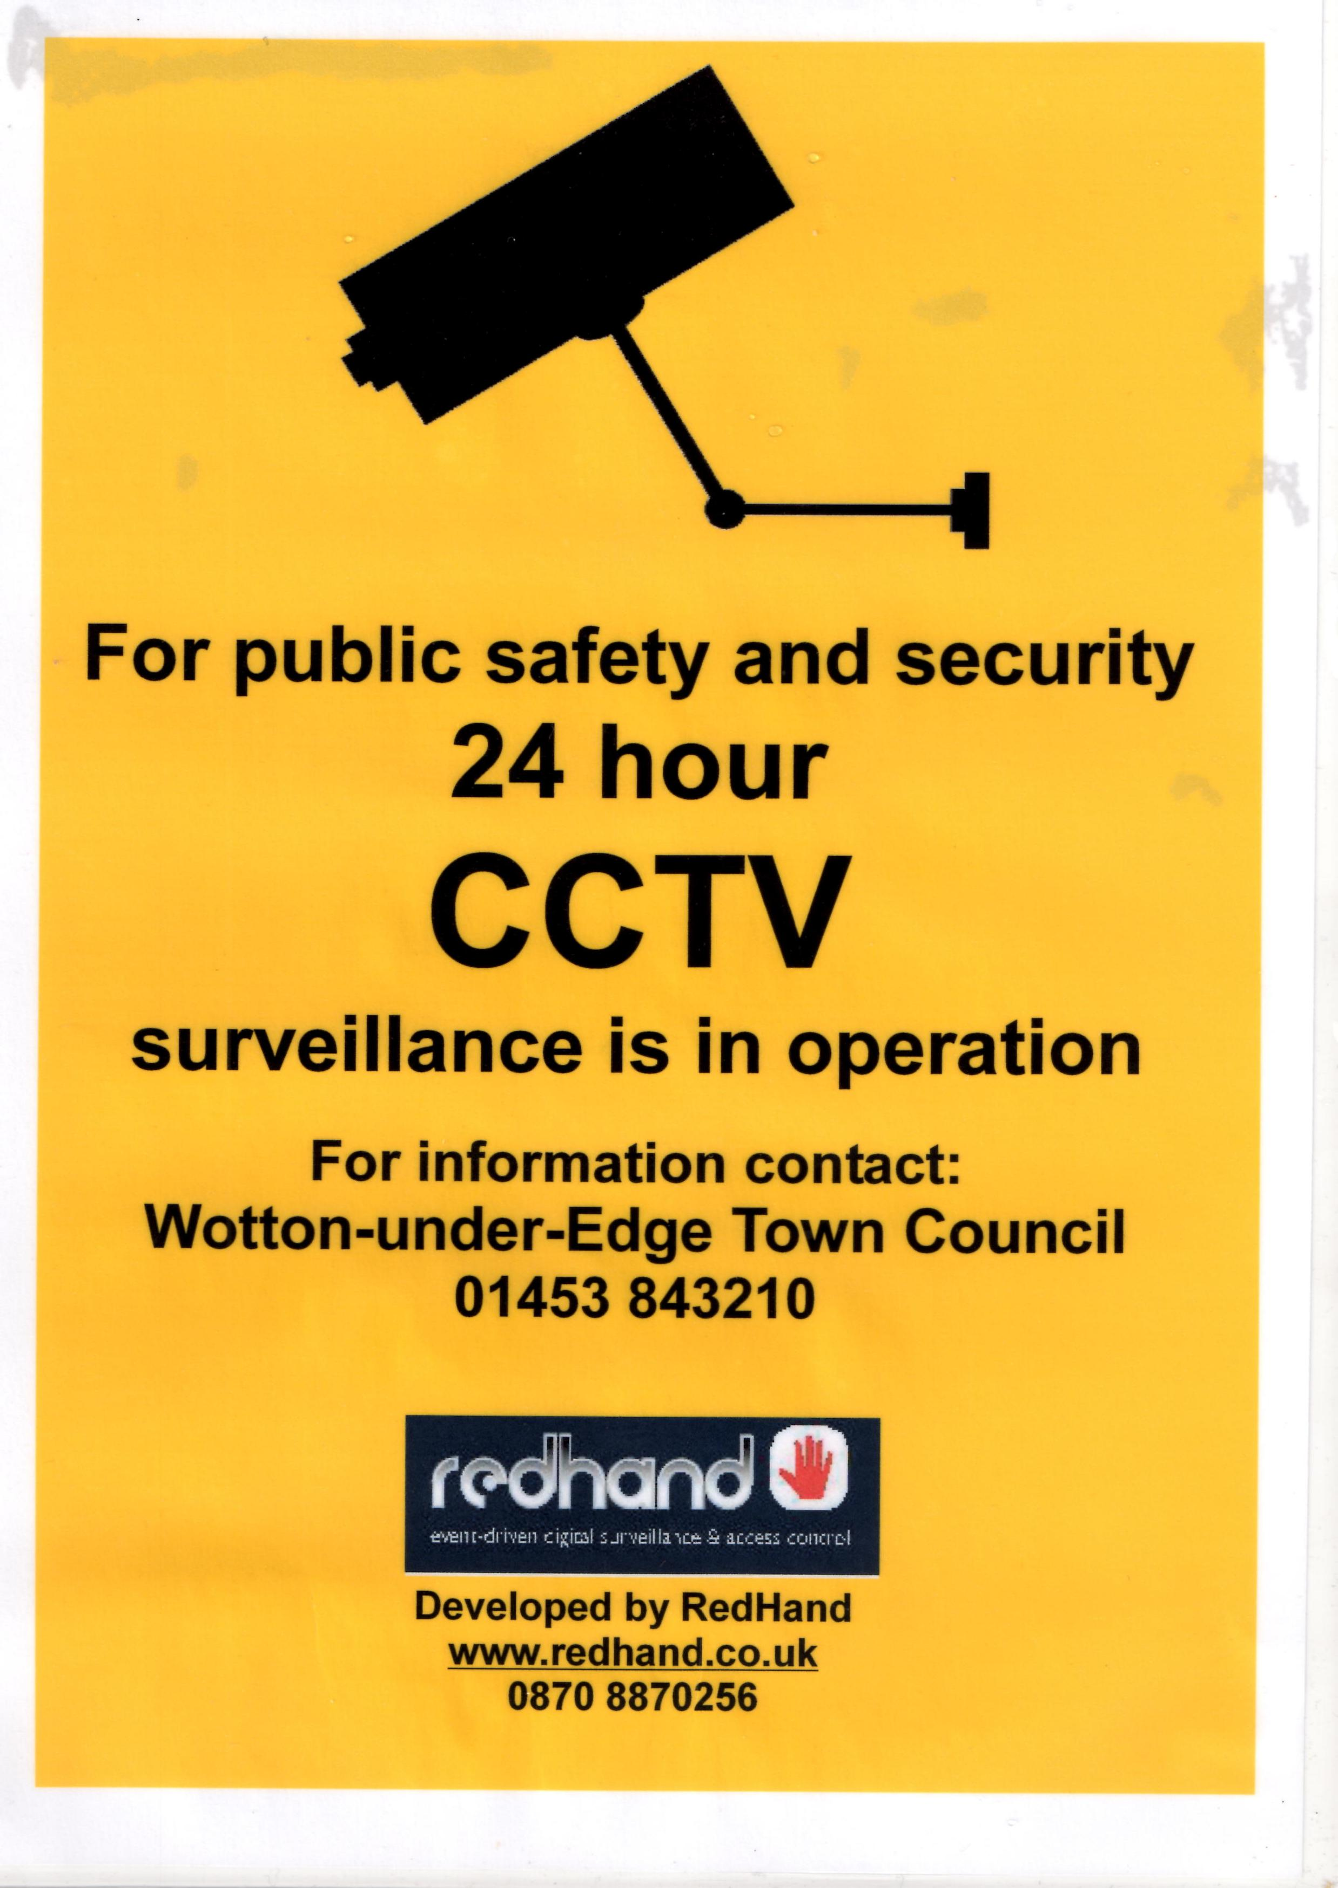 For public safety and security
24 hour
CCTV
surveillance is in operation
For information contact:
Wotton-under-Edge Town Council
01453 843210
redhand
event-driven digital surveillance & access control
Developed by RedHand
www.redhand.co.uk
0870 8870256